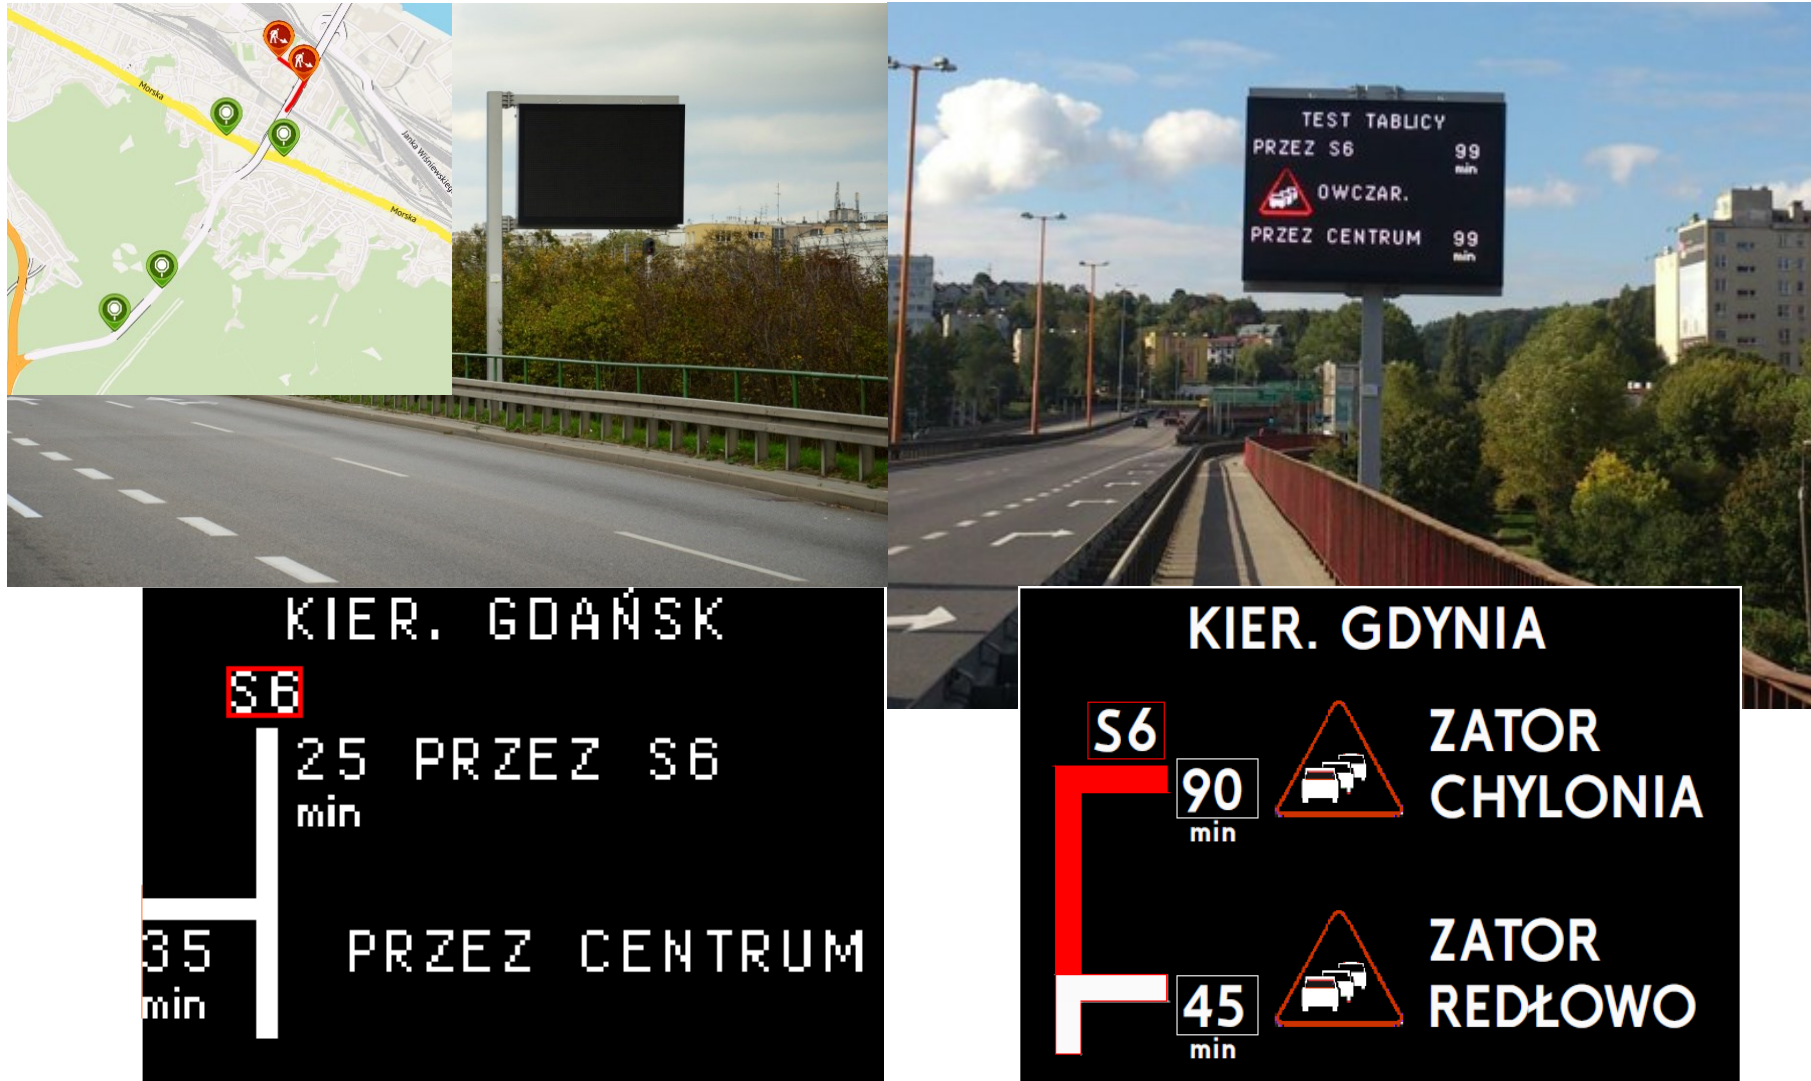 Morska
Morska
Janka Wiśniewskiego
TEST TABLICY
PRZEZ S6 99
min
OWCZAR.
PRZEZ CENTRUM 99
min
KIER. GDAŃSK
S6
25 PRZEZ S6
min
35 PRZEZ CENTRUM
min
KIER. GDYNIA
S6
90
min
ZATOR
CHYLONIA
45
min
ZATOR
REDŁOWO